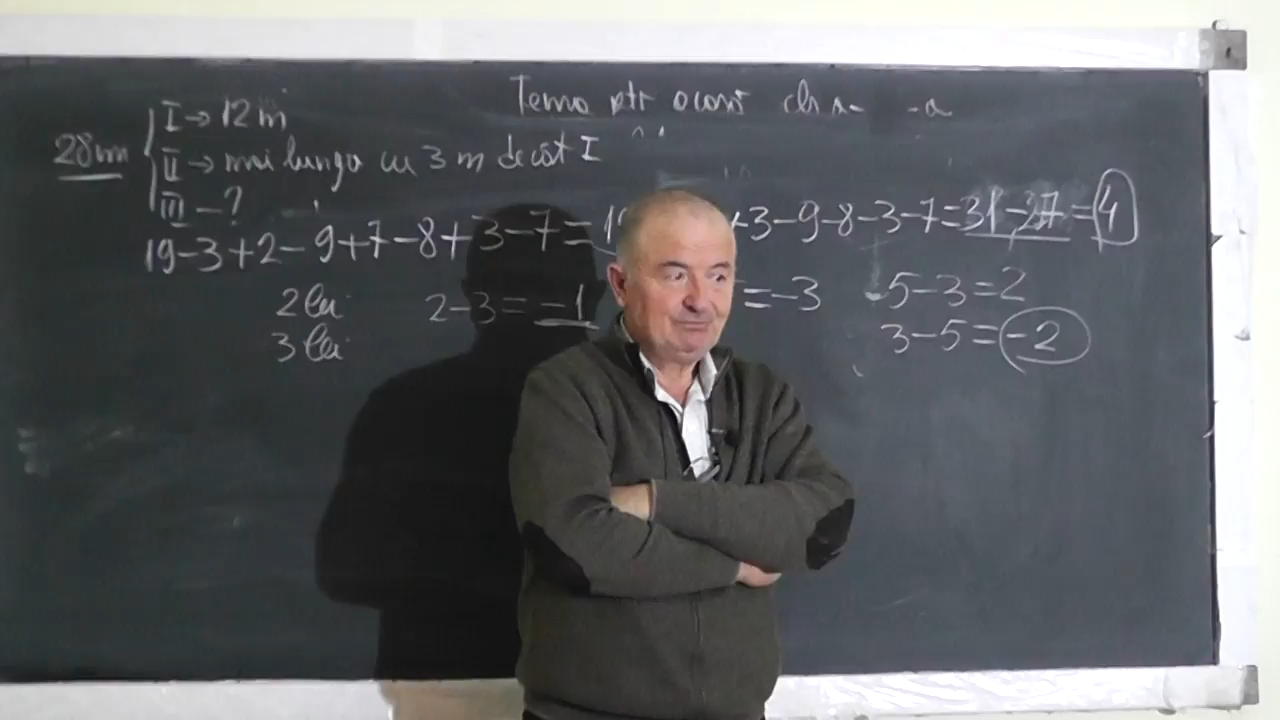 Tema ptr acasă
I → 12 m
28 m
II → mai lungă cu 3 m decât I
III – ?
19-3+2-9+7-8+3-7= +3-9-8-3-7=31-27=4
2 lei 2-3=-1 =-3 5-3=2
3 lei 3-5=-2